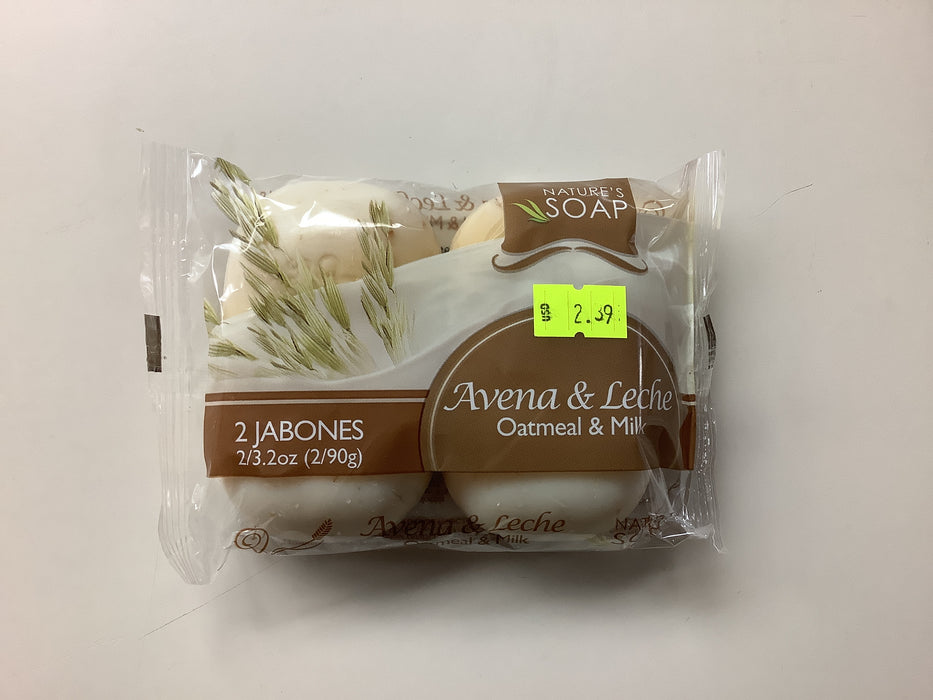 NATURE'S
SOAP
USD 2.39
Avena & Leche
Oatmeal & Milk
2 JABONES
2/3.2oz (2/90g)
Avena & Leche
Oatmeal & Milk